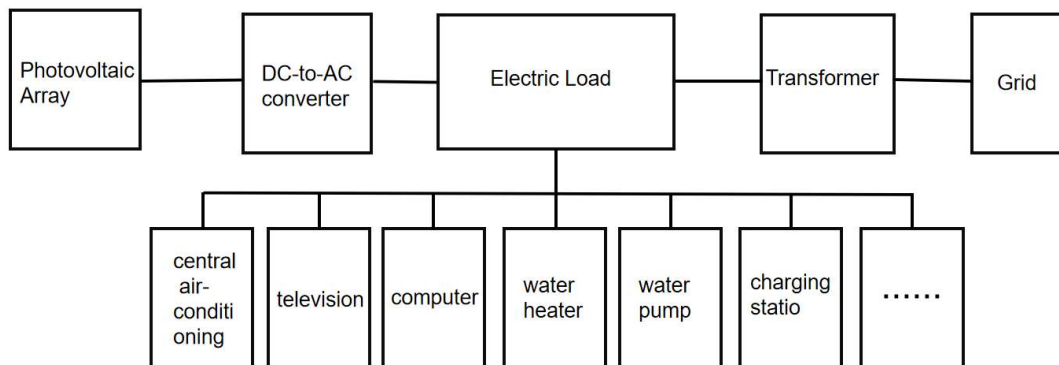 Photovoltaic
Array
DC-to-AC
converter
Electric Load
Transformer
Grid
central
air-
conditi
oning
television
computer
water
heater
water
pump
charging
statio
......